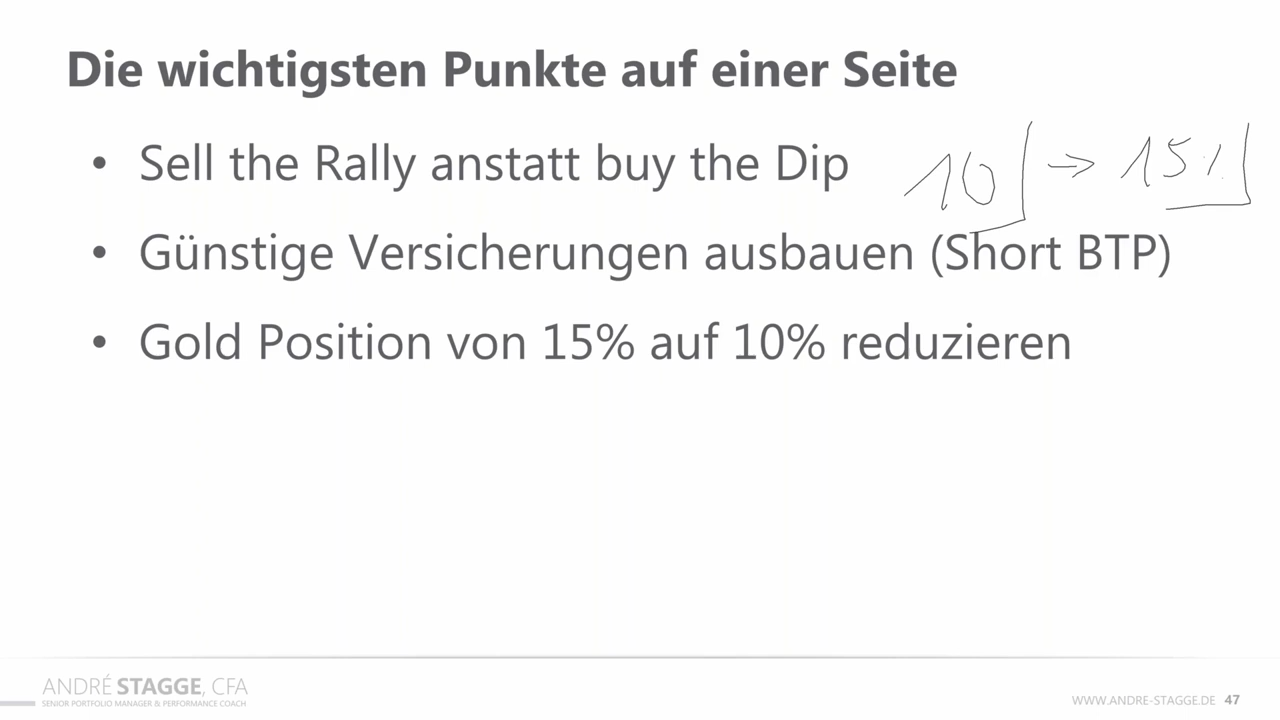 Die wichtigsten Punkte auf einer Seite
• Sell the Rally anstatt buy the Dip
10 → 15%
• Günstige Versicherungen ausbauen (Short BTP)
• Gold Position von 15% auf 10% reduzieren
ANDRÉ STAGGE, CFA
SENIOR PORTFOLIO MANAGER & PERFORMANCE COACH
WWW.ANDRE-STAGGE.DE 47